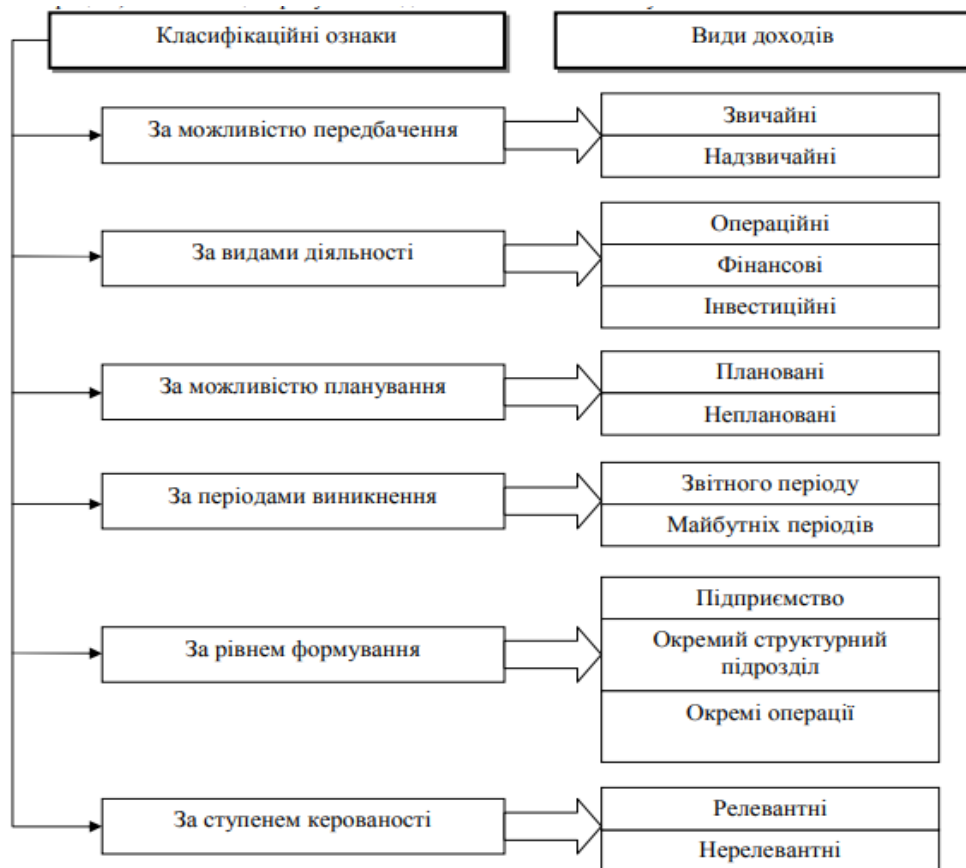 Класифікаційні ознаки
Види доходів
За можливістю передбачення
Звичайні
Надзвичайні
За видами діяльності
Операційні
Фінансові
Інвестиційні
За можливістю планування
Плановані
Неплановані
За періодами виникнення
Звітного періоду
Майбутніх періодів
За рівнем формування
Підприємство
Окремий структурний
підрозділ
Окремі операції
За ступенем керованості
Релевантні
Нерелевантні